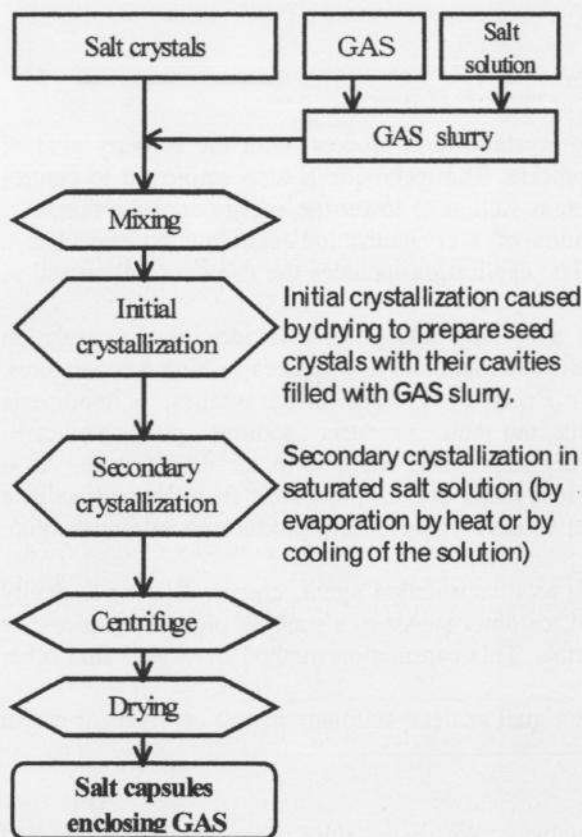 Salt crystals
GAS
Salt
solution
GAS slurry
Mixing
Initial
crystallization
Initial crystallization caused
by drying to prepare seed
crystals with their cavities
filled with GAS slurry.
Secondary
crystallization
Secondary crystallization in
saturated salt solution (by
evaporation by heat or by
cooling of the solution)
Centrifuge
Drying
Salt capsules
enclosing GAS